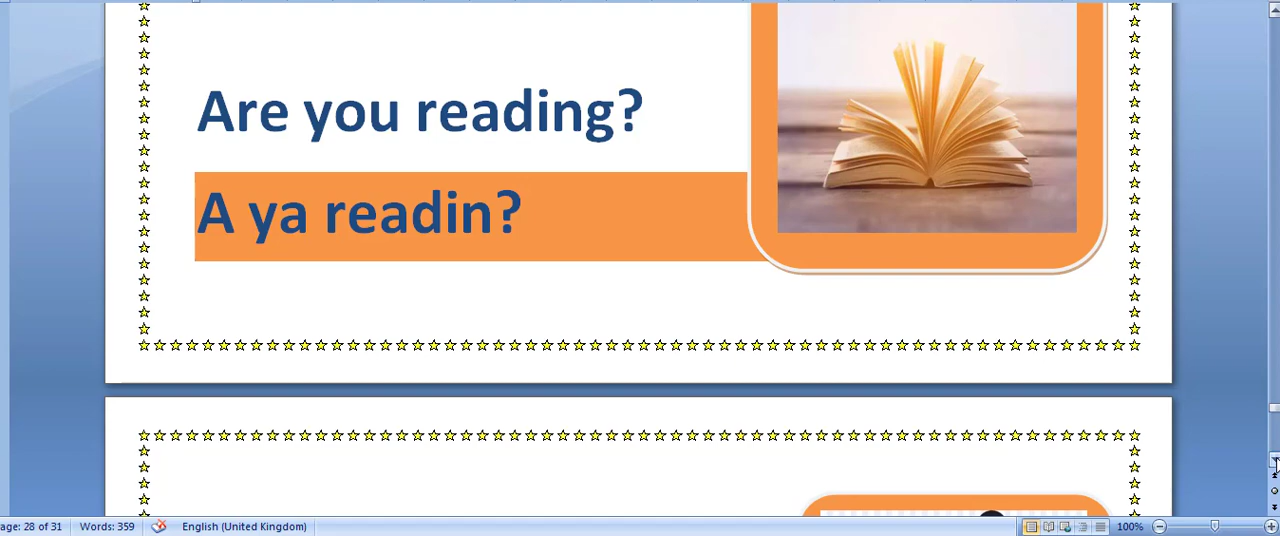 Are you reading?
A ya readin?
age: 28 of 31 Words: 359 English (United Kingdom) 100%